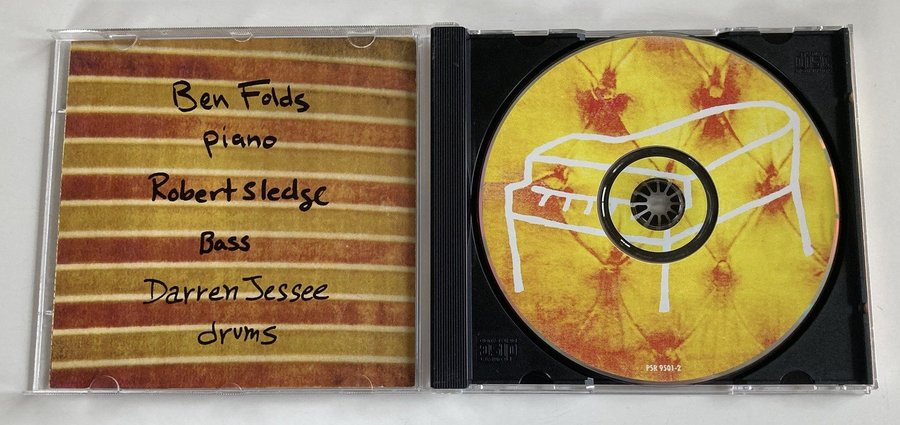 Ben Folds
piano
Robert Sledge
Bass
Darren Jessee
drums
PSR 9501-2